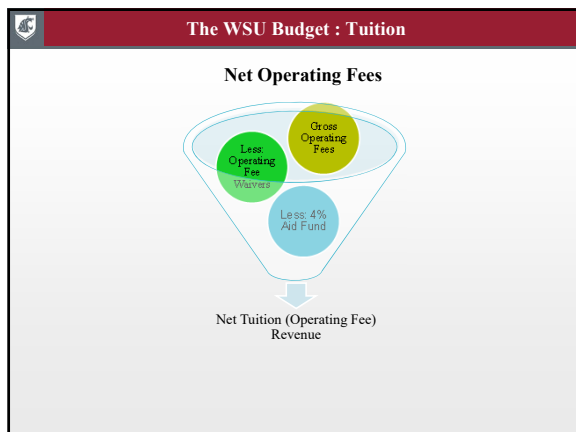 The WSU Budget : Tuition
Net Operating Fees
Gross
Operating
Fees
Less:
Operating
Fee
Waivers
Less: 4%
Aid Fund
Net Tuition (Operating Fee)
Revenue